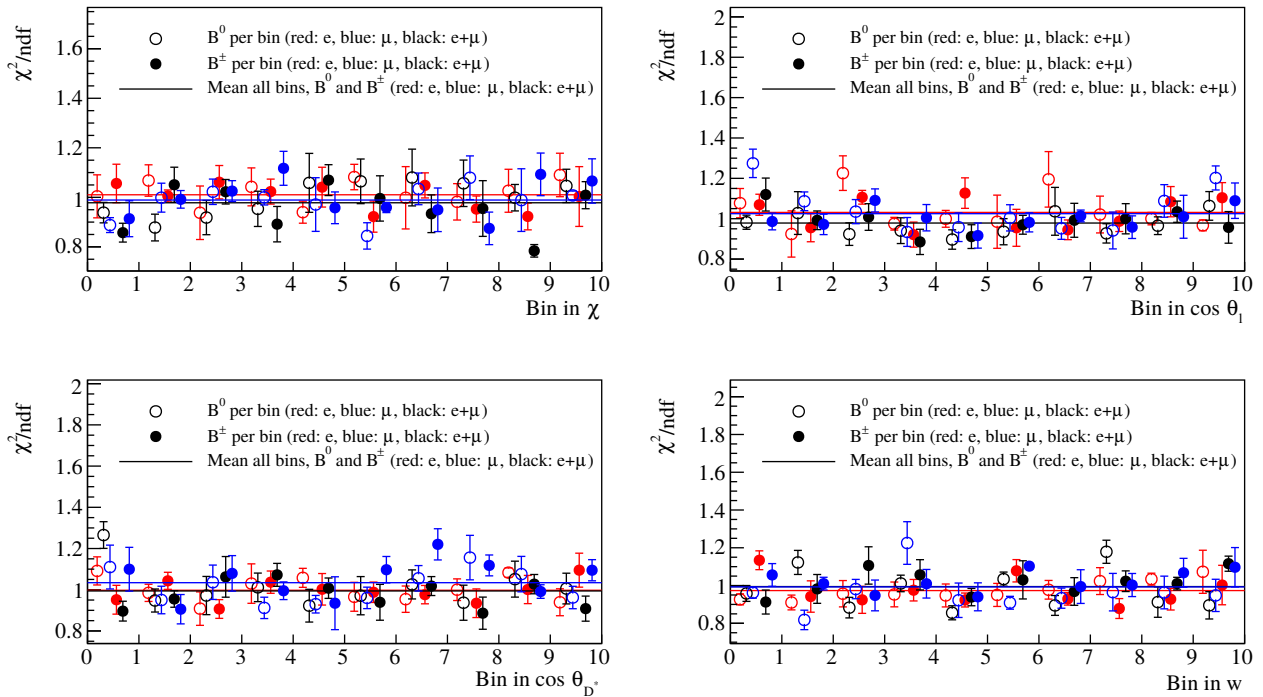 χ²/ndf
1.6
1.4
1.2
1
0.8
B⁰ per bin (red: e, blue: μ, black: e+μ)
B± per bin (red: e, blue: μ, black: e+μ)
Mean all bins, B⁰ and B± (red: e, blue: μ, black: e+μ)
0 1 2 3 4 5 6 7 8 9 10
Bin in χ
χ²/ndf
2
1.8
1.6
1.4
1.2
1
0.8
B⁰ per bin (red: e, blue: μ, black: e+μ)
B± per bin (red: e, blue: μ, black: e+μ)
Mean all bins, B⁰ and B± (red: e, blue: μ, black: e+μ)
0 1 2 3 4 5 6 7 8 9 10
Bin in cos θ_l
χ²/ndf
2
1.8
1.6
1.4
1.2
1
0.8
B⁰ per bin (red: e, blue: μ, black: e+μ)
B± per bin (red: e, blue: μ, black: e+μ)
Mean all bins, B⁰ and B± (red: e, blue: μ, black: e+μ)
0 1 2 3 4 5 6 7 8 9 10
Bin in cos θ_D*
χ²/ndf
2
1.8
1.6
1.4
1.2
1
0.8
B⁰ per bin (red: e, blue: μ, black: e+μ)
B± per bin (red: e, blue: μ, black: e+μ)
Mean all bins, B⁰ and B± (red: e, blue: μ, black: e+μ)
0 1 2 3 4 5 6 7 8 9 10
Bin in w